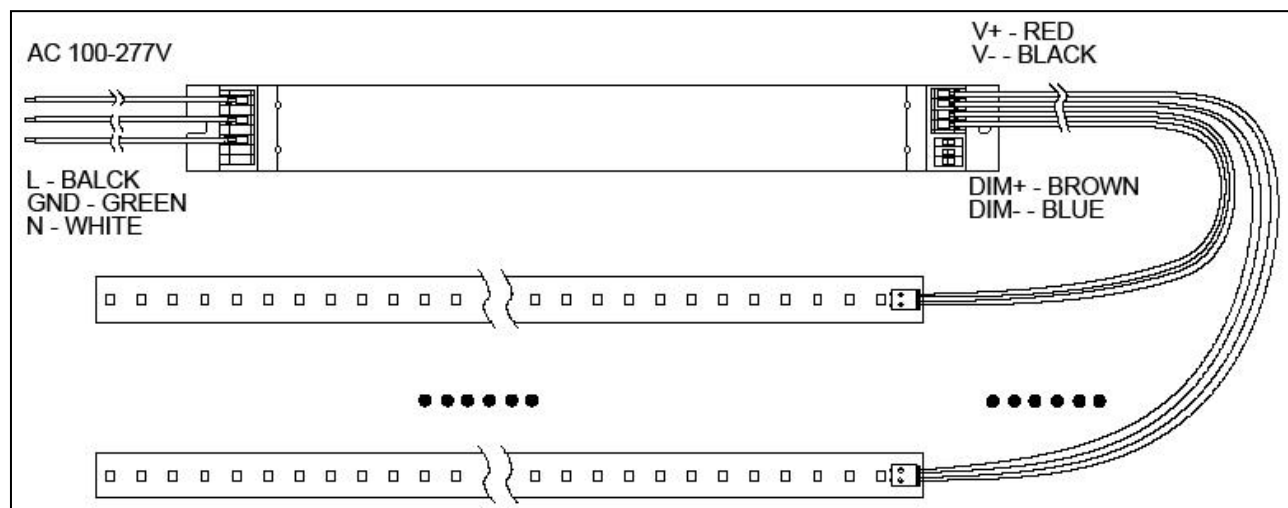 AC 100-277V
V+ - RED
V- - BLACK
L - BALCK
GND - GREEN
N - WHITE
DIM+ - BROWN
DIM- - BLUE